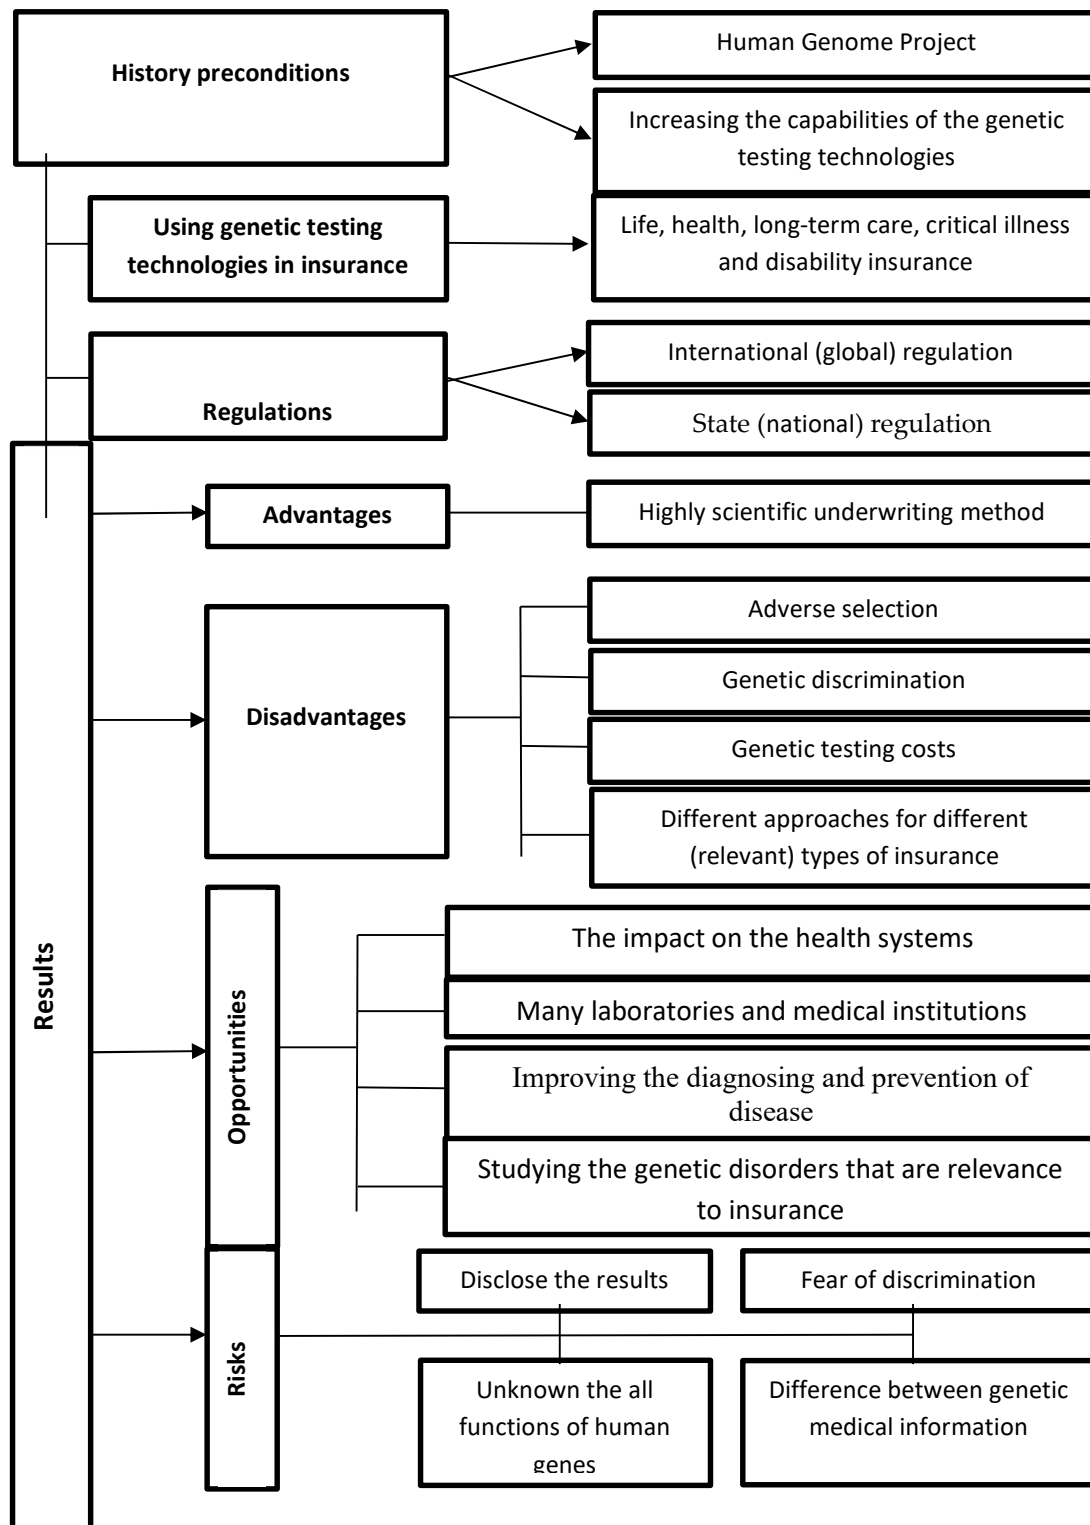 History preconditions
Human Genome Project
Increasing the capabilities of the genetic
testing technologies
Using genetic testing
technologies in insurance
Life, health, long-term care, critical illness
and disability insurance
Regulations
International (global) regulation
State (national) regulation
Results
Advantages
Highly scientific underwriting method
Disadvantages
Adverse selection
Genetic discrimination
Genetic testing costs
Different approaches for different
(relevant) types of insurance
Opportunities
The impact on the health systems
Many laboratories and medical institutions
Improving the diagnosing and prevention of
disease
Studying the genetic disorders that are relevance
to insurance
Risks
Disclose the results
Fear of discrimination
Unknown the all
functions of human
genes
Difference between genetic
medical information